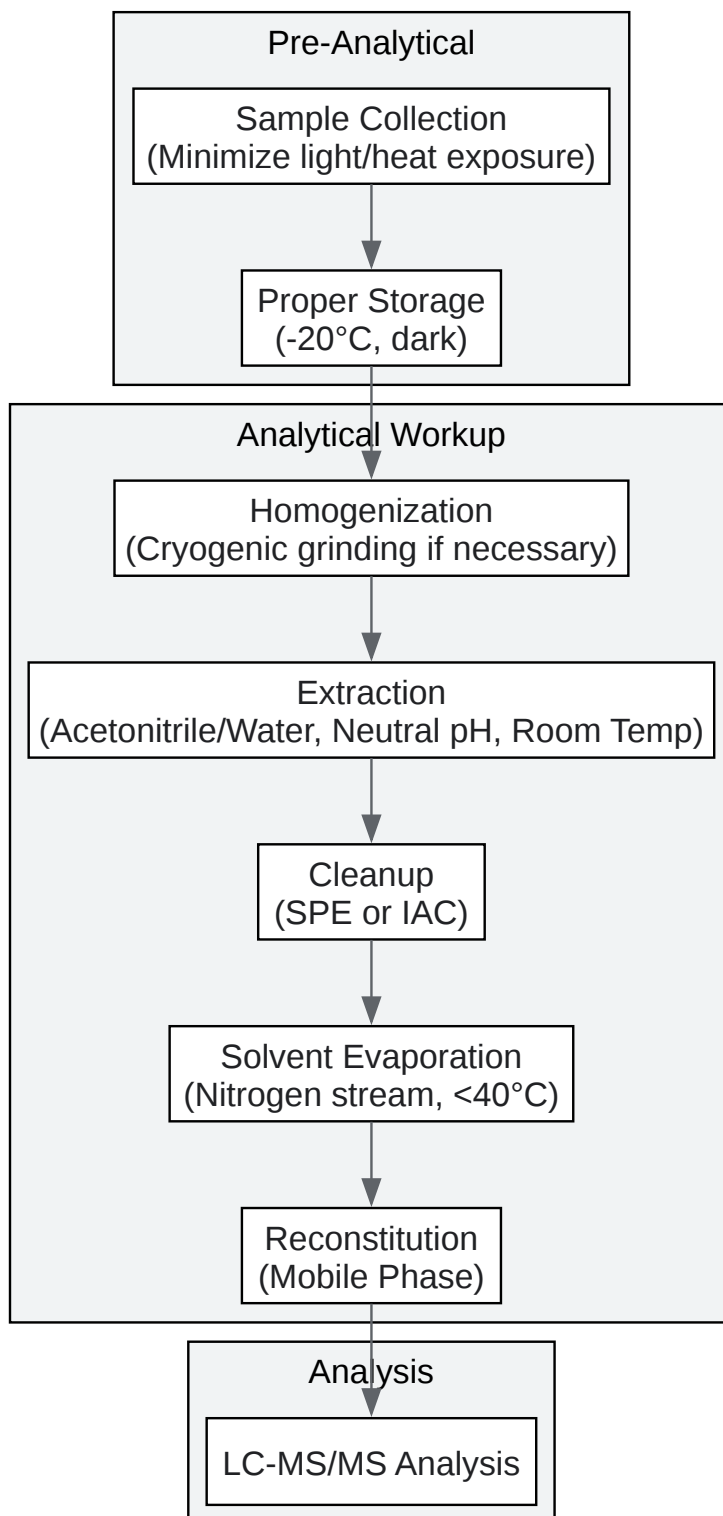 Pre-Analytical
Sample Collection
(Minimize light/heat exposure)
Proper Storage
(-20°C, dark)
Analytical Workup
Homogenization
(Cryogenic grinding if necessary)
Extraction
(Acetonitrile/Water, Neutral pH, Room Temp)
Cleanup
(SPE or IAC)
Solvent Evaporation
(Nitrogen stream, <40°C)
Reconstitution
(Mobile Phase)
Analysis
LC-MS/MS Analysis